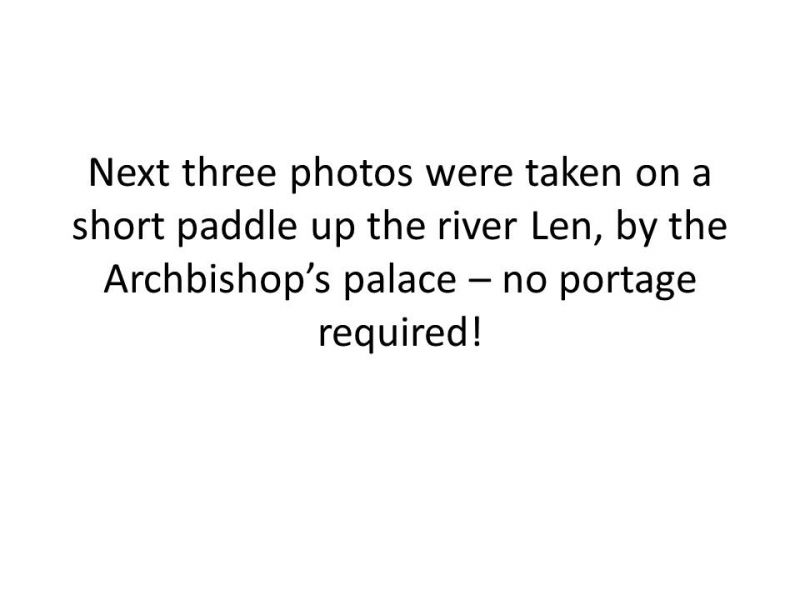 Next three photos were taken on a
short paddle up the river Len, by the
Archbishop’s palace – no portage
required!